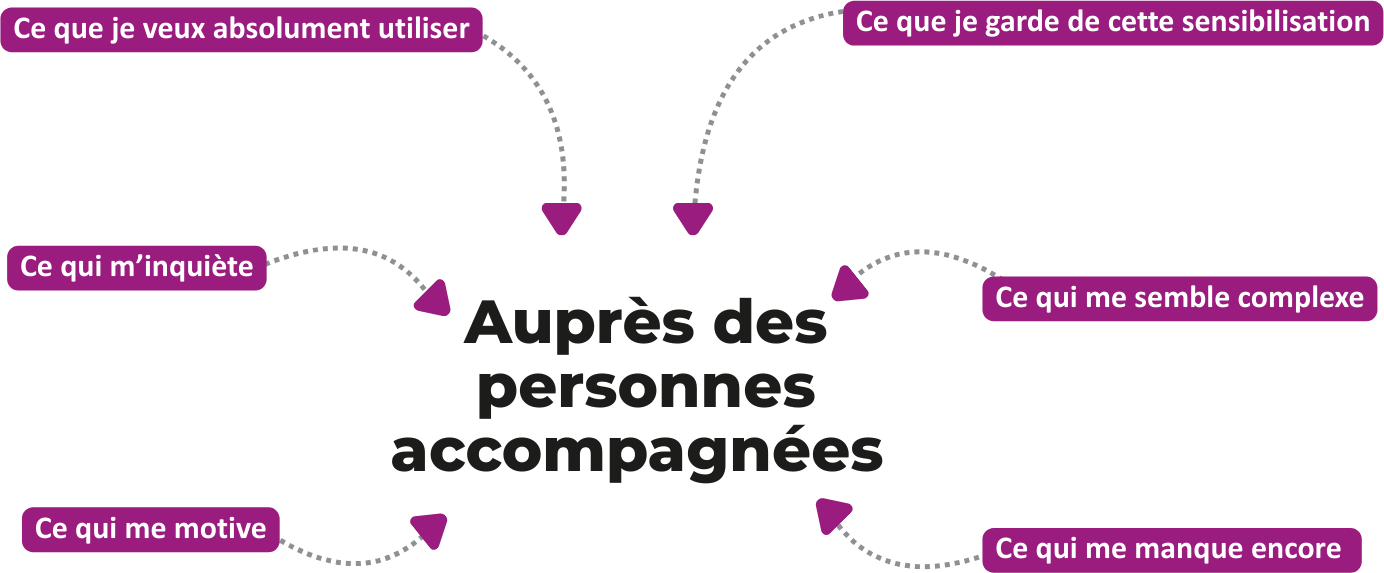 Ce que je veux absolument utiliser
Ce que je garde de cette sensibilisation
Ce qui m’inquiète
Ce qui me semble complexe
Auprès des
personnes
accompagnées
Ce qui me motive
Ce qui me manque encore